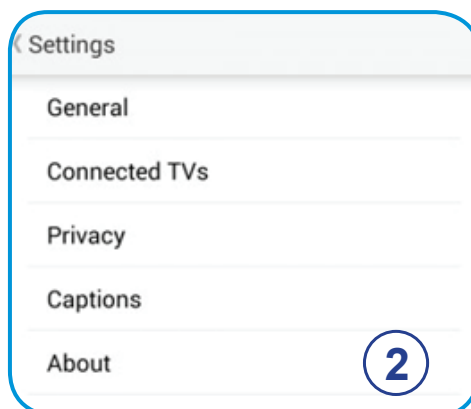 Settings
General
Connected TVs
Privacy
Captions
About
2